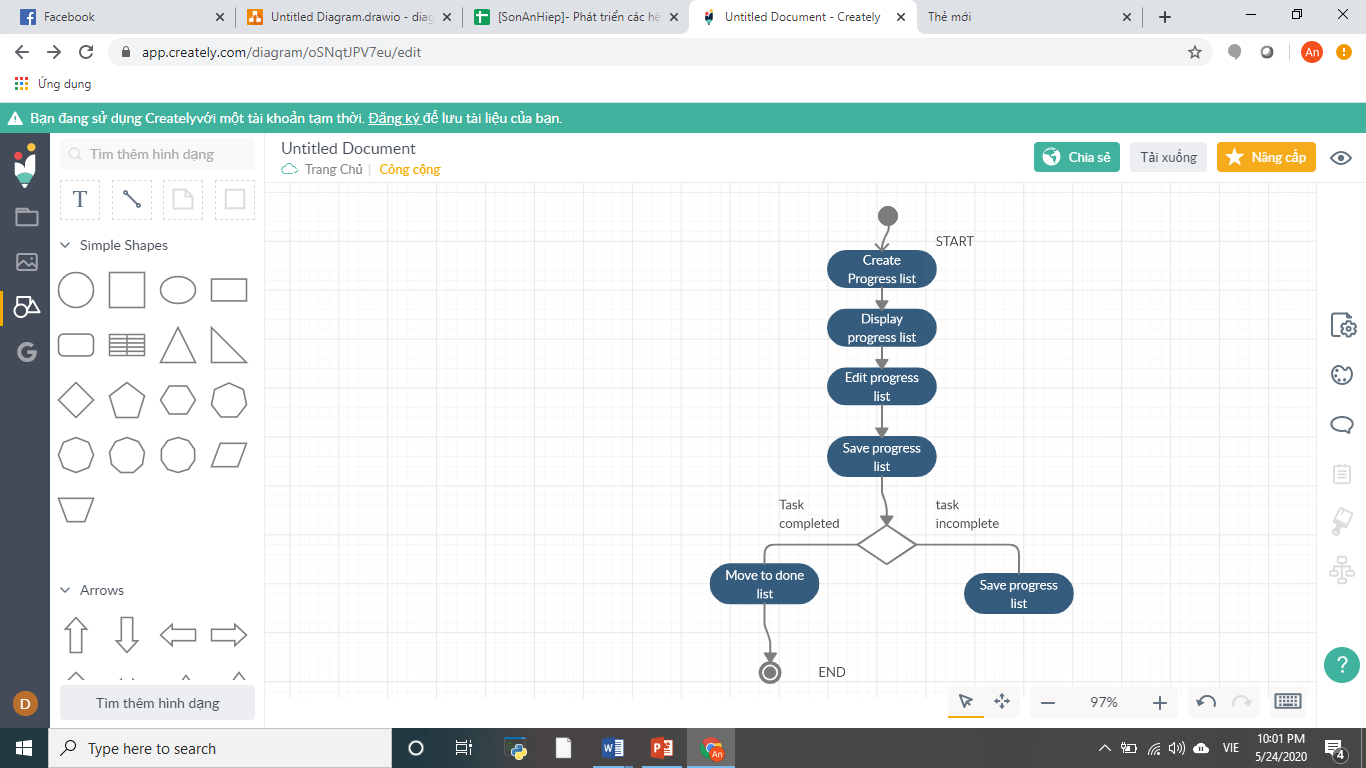 Facebook
Untitled Diagram.drawio - diag
[SonAnHiep]- Phát triển các hệ
Untitled Document - Creately
Thẻ mới
app.creately.com/diagram/oSNqtJPV7eu/edit
An
Ứng dụng
Bạn đang sử dụng Createlyvới một tài khoản tạm thời. Đăng ký để lưu tài liệu của bạn.
Tìm thêm hình dạng
Untitled Document
Trang Chủ | Công cộng
Chia sẻ
Tải xuống
Nâng cấp
T
Simple Shapes
G
Arrows
Tìm thêm hình dạng
D
START
Create
Progress list
Display
progress list
Edit progress
list
Save progress
list
Task
completed
task
incomplete
Move to done
list
Save progress
list
END
?
97%
Type here to search
An
VIE
10:01 PM
5/24/2020
4